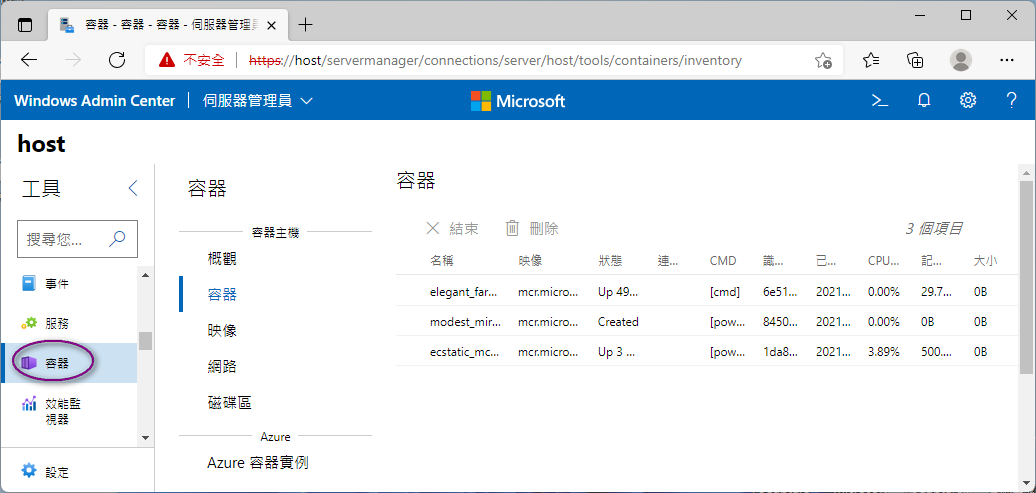 容器 - 容器 - 容器 - 伺服器管理員
不安全 https://host/servermanager/connections/server/host/tools/containers/inventory
Windows Admin Center 伺服器管理員 Microsoft
host
工具
搜尋您...
事件
服務
容器
效能監
視器
設定
容器
容器主機
概觀
容器
映像
網路
磁碟區
Azure
Azure 容器實例
容器
結束 刪除 3 個項目
名稱 映像 狀態 連... CMD 識... 已... CPU... 記... 大小
elegant_far... mcr.micro... Up 49... [cmd] 6e51... 2021... 0.00% 29.7... 0B
modest_mir... mcr.micro... Created [pow... 8450... 2021... 0.00% 0B 0B
ecstatic_mc... mcr.micro... Up 3 ... [pow... 1da8... 2021... 3.89% 500.... 0B